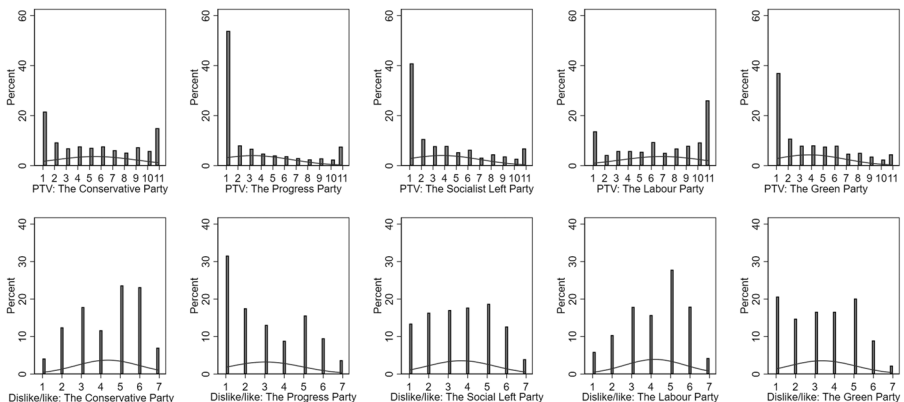 60
40
20
0
Percent
1 2 3 4 5 6 7 8 9 10 11
PTV: The Conservative Party
60
40
20
0
Percent
1 2 3 4 5 6 7 8 9 10 11
PTV: The Progress Party
60
40
20
0
Percent
1 2 3 4 5 6 7 8 9 10 11
PTV: The Socialist Left Party
60
40
20
0
Percent
1 2 3 4 5 6 7 8 9 10 11
PTV: The Labour Party
60
40
20
0
Percent
1 2 3 4 5 6 7 8 9 10 11
PTV: The Green Party
40
30
20
10
0
Percent
1 2 3 4 5 6 7
Dislike/like: The Conservative Party
40
30
20
10
0
Percent
1 2 3 4 5 6 7
Dislike/like: The Progress Party
40
30
20
10
0
Percent
1 2 3 4 5 6 7
Dislike/like: The Social Left Party
40
30
20
10
0
Percent
1 2 3 4 5 6 7
Dislike/like: The Labour Party
40
30
20
10
0
Percent
1 2 3 4 5 6 7
Dislike/like: The Green Party